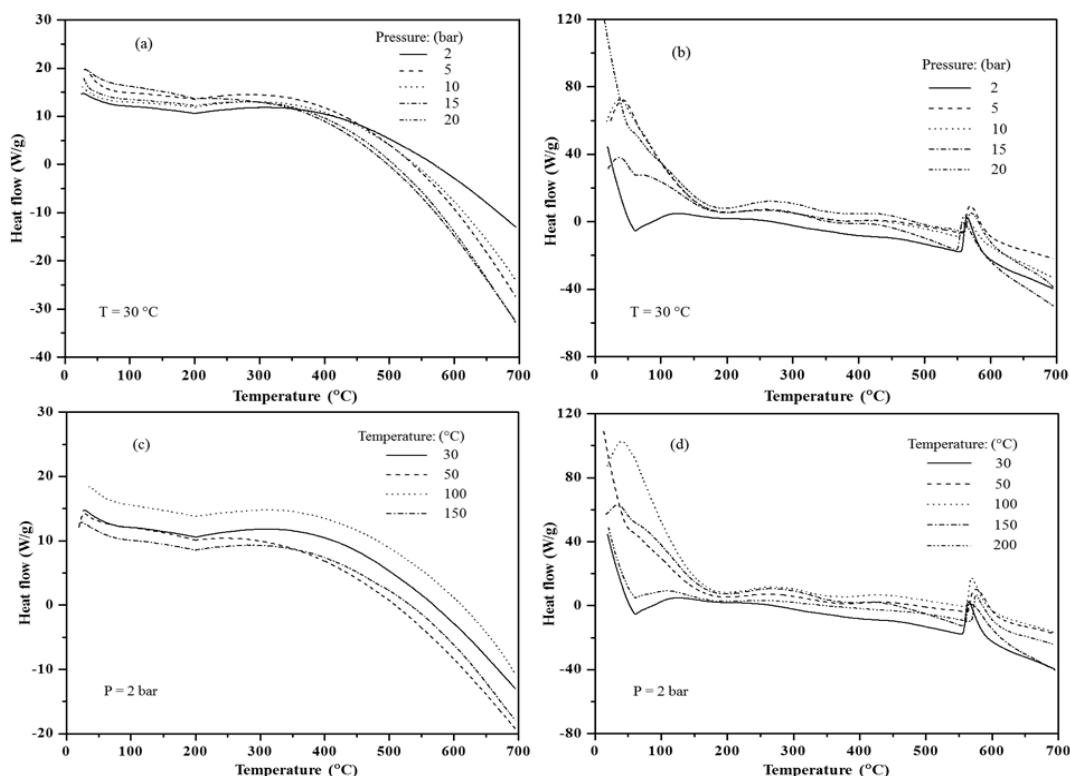 30
20
10
0
-10
-20
-30
-40
Heat flow (W/g)
(a)
Pressure: (bar)
2
5
10
15
20
T = 30 °C
0 100 200 300 400 500 600 700
Temperature (°C)
120
80
40
0
-40
-80
Heat flow (W/g)
(b)
Pressure: (bar)
2
5
10
15
20
T = 30 °C
0 100 200 300 400 500 600 700
Temperature (°C)
30
20
10
0
-10
-20
Heat flow (W/g)
(c)
Temperature: (°C)
30
50
100
150
P = 2 bar
0 100 200 300 400 500 600 700
Temperature (°C)
120
80
40
0
-40
-80
Heat flow (W/g)
(d)
Temperature: (°C)
30
50
100
150
200
P = 2 bar
0 100 200 300 400 500 600 700
Temperature (°C)